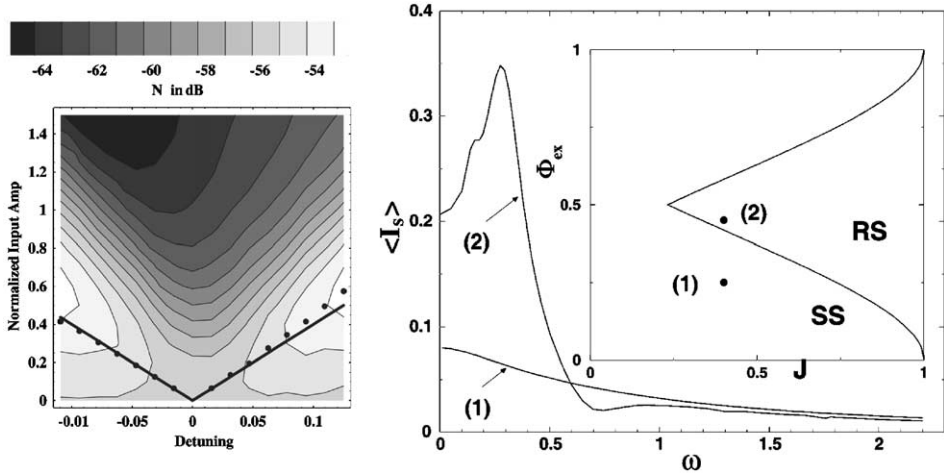 -64 -62 -60 -58 -56 -54
N in dB
1.4
1.2
1
0.8
0.6
0.4
0.2
0
Normalized Input Amp
-0.01 -0.05 0 0.05 0.1
Detuning
0.4
0.3
0.2
0.1
0
<Is>
0 0.5 1 1.5 2
ω
(2)
(1)
1
0.5
0
Φex
0.5 1
J
(2)
(1)
RS
SS